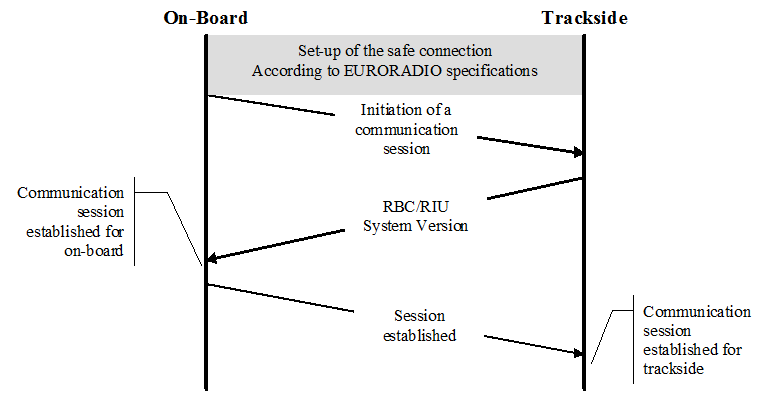 On-Board
Trackside
Set-up of the safe connection
According to EURORADIO specifications
Initiation of a
communication
session
Communication
session
established for
on-board
RBC/RIU
System Version
Session
established
Communication
session
established for
trackside